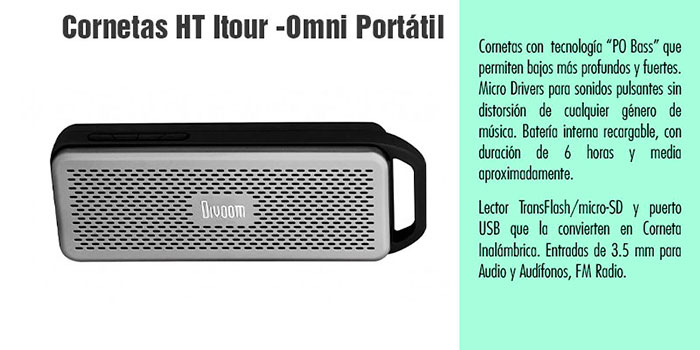 Cornetas HT Itour -Omni Portátil
Divoom
Cornetas con tecnología “PO Bass” que
permiten bajos más profundos y fuertes.
Micro Drivers para sonidos pulsantes sin
distorsión de cualquier género de
música. Batería interna recargable, con
duración de 6 horas y media
aproximadamente.
Lector TransFlash/micro-SD y puerto
USB que la convierten en Corneta
Inalámbrica. Entradas de 3.5 mm para
Audio y Audífonos, FM Radio.